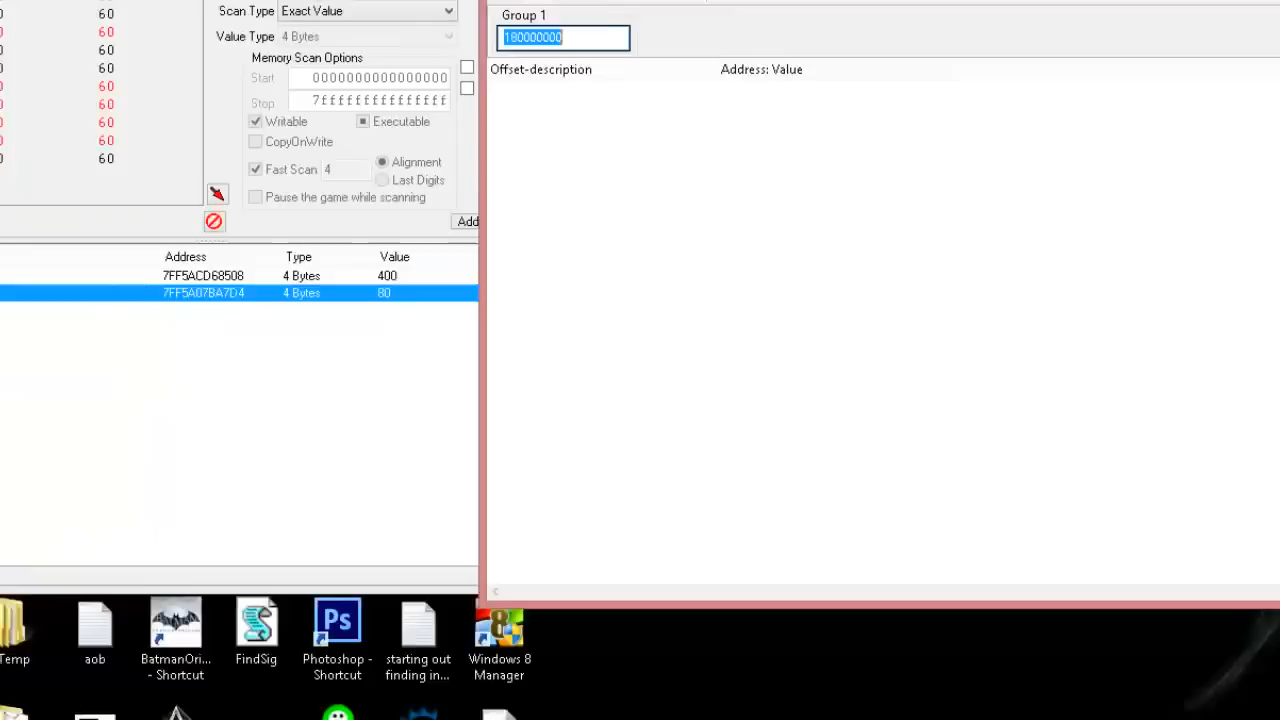 60
60
60
60
60
60
60
60
60
Scan Type Exact Value
Value Type 4 Bytes
Memory Scan Options
Start 0000000000000000
Stop 7fffffffffffffff
Writable Executable
CopyOnWrite
Fast Scan 4 Alignment
Last Digits
Pause the game while scanning
Add
Address Type Value
7FF5ACD68508 4 Bytes 400
7FF5A07BA7D4 4 Bytes 80
Group 1
180000000
Offset-description Address: Value
Temp
aob
BatmanOri... - Shortcut
FindSig
Ps
Photoshop - Shortcut
starting out finding in...
8
Windows 8 Manager